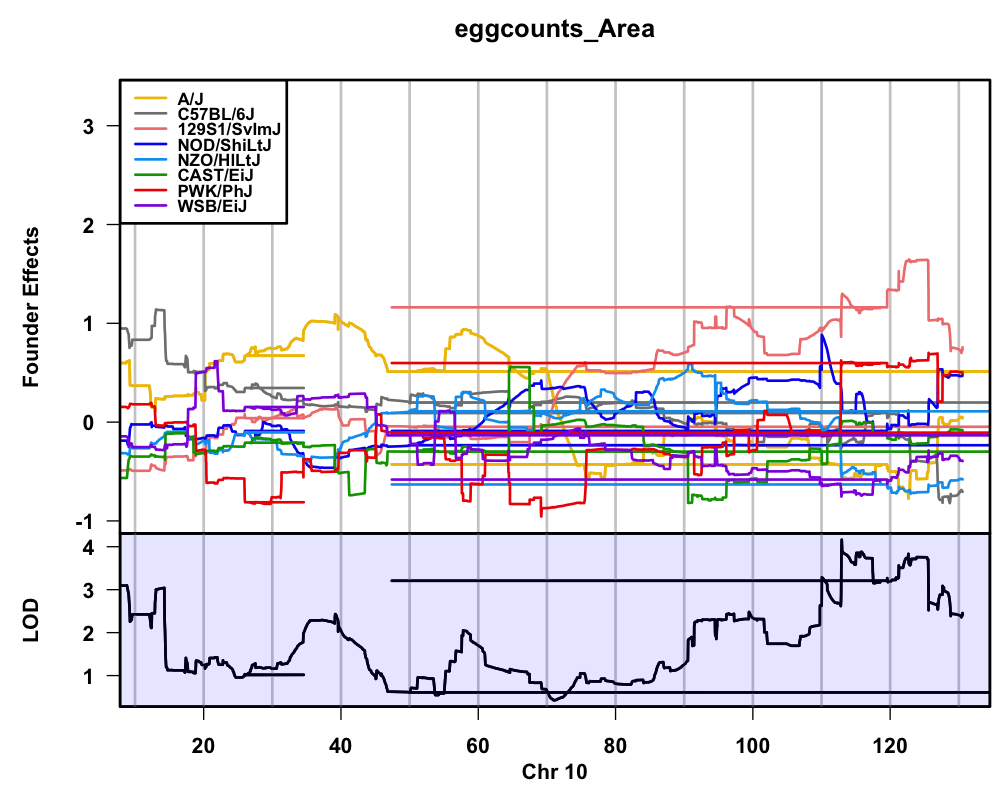 eggcounts_Area
A/J
C57BL/6J
129S1/SvImJ
NOD/ShiLtJ
NZO/HlLtJ
CAST/EiJ
PWK/PhJ
WSB/EiJ
Founder Effects
3
2
1
0
-1
LOD
4
3
2
1
20 40 60 80 100 120
Chr 10